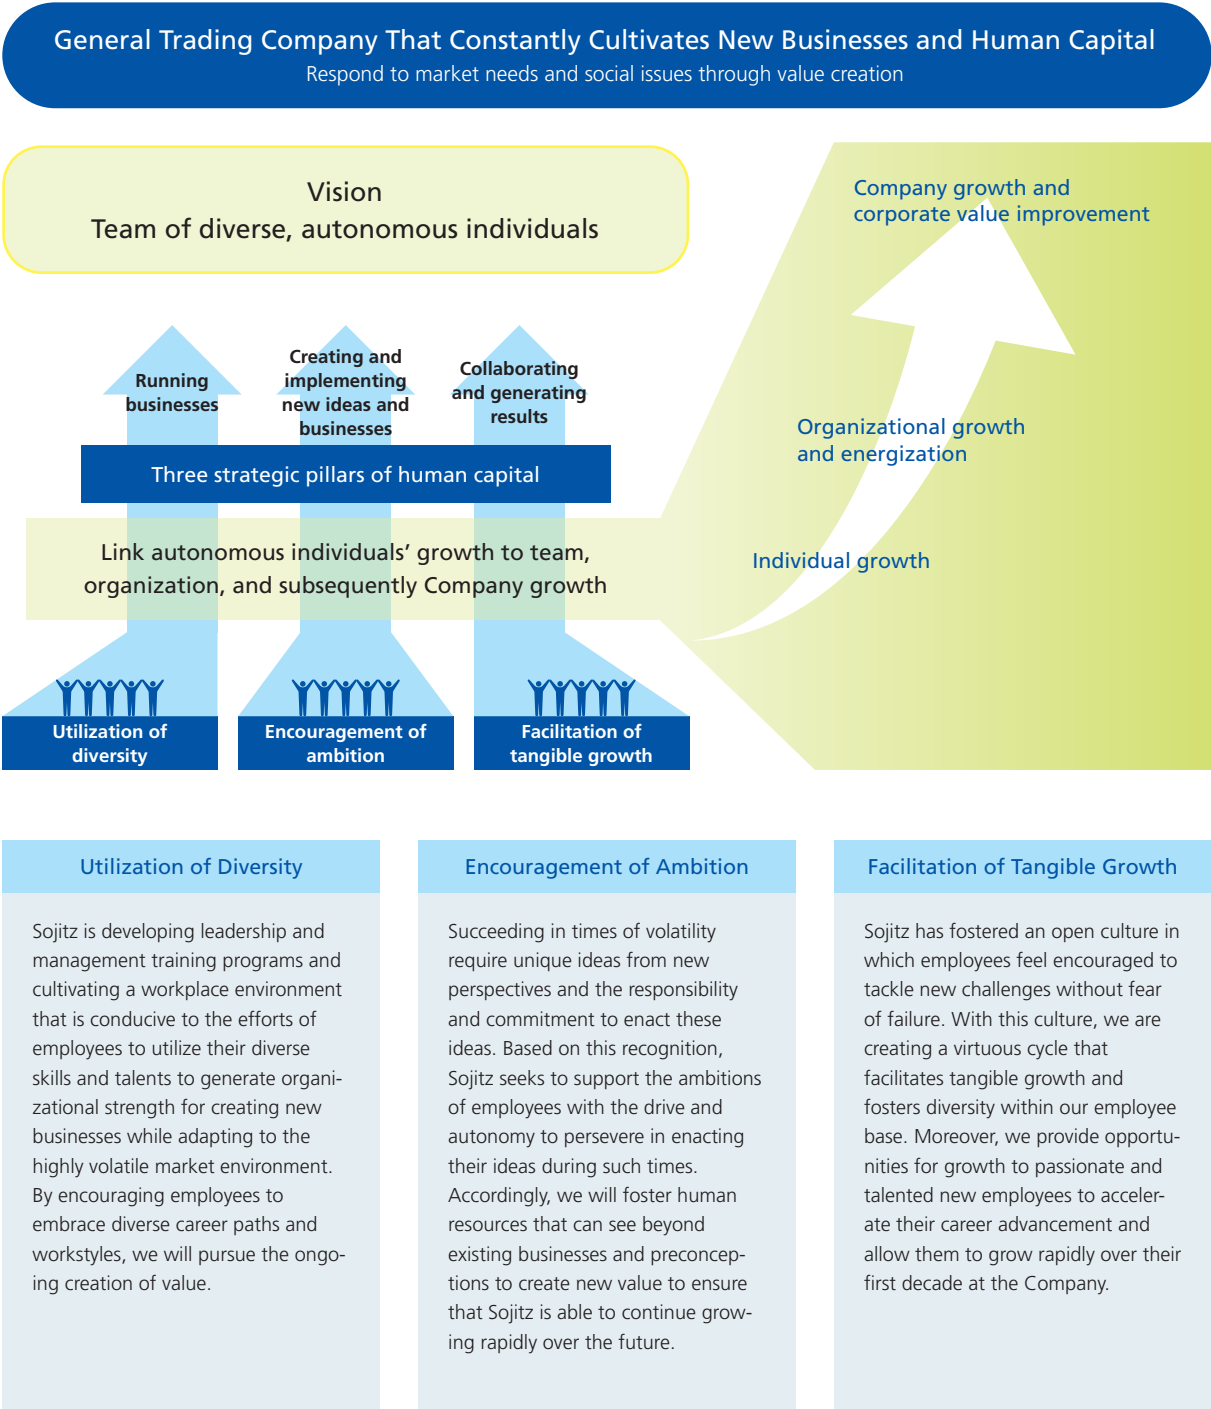 General Trading Company That Constantly Cultivates New Businesses and Human Capital
Respond to market needs and social issues through value creation
Vision
Team of diverse, autonomous individuals
Running
businesses
Creating and
implementing
new ideas and
businesses
Collaborating
and generating
results
Three strategic pillars of human capital
Link autonomous individuals’ growth to team,
organization, and subsequently Company growth
Utilization of
diversity
Encouragement of
ambition
Facilitation of
tangible growth
Company growth and
corporate value improvement
Organizational growth
and energization
Individual growth
Utilization of Diversity
Sojitz is developing leadership and
management training programs and
cultivating a workplace environment
that is conducive to the efforts of
employees to utilize their diverse
skills and talents to generate organi-
zational strength for creating new
businesses while adapting to the
highly volatile market environment.
By encouraging employees to
embrace diverse career paths and
workstyles, we will pursue the ongo-
ing creation of value.
Encouragement of Ambition
Succeeding in times of volatility
require unique ideas from new
perspectives and the responsibility
and commitment to enact these
ideas. Based on this recognition,
Sojitz seeks to support the ambitions
of employees with the drive and
autonomy to persevere in enacting
their ideas during such times.
Accordingly, we will foster human
resources that can see beyond
existing businesses and preconcep-
tions to create new value to ensure
that Sojitz is able to continue grow-
ing rapidly over the future.
Facilitation of Tangible Growth
Sojitz has fostered an open culture in
which employees feel encouraged to
tackle new challenges without fear
of failure. With this culture, we are
creating a virtuous cycle that
facilitates tangible growth and
fosters diversity within our employee
base. Moreover, we provide opportu-
nities for growth to passionate and
talented new employees to acceler-
ate their career advancement and
allow them to grow rapidly over their
first decade at the Company.